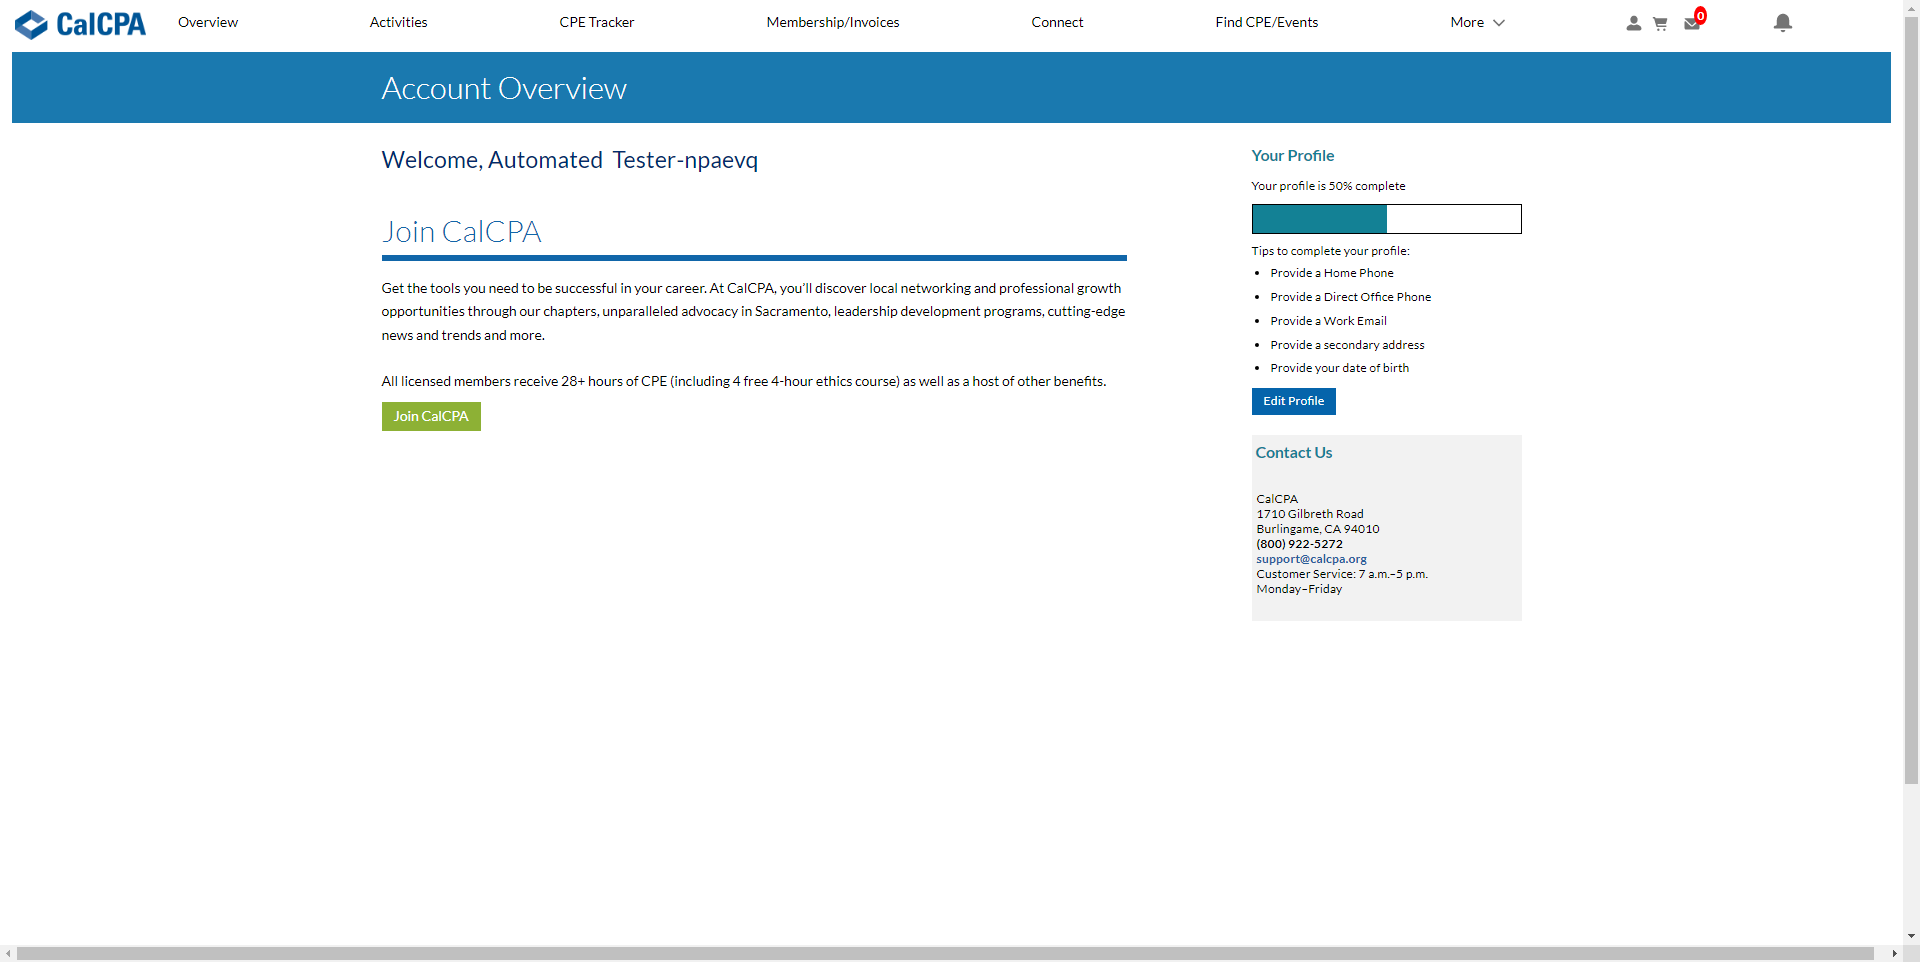 CalCPA
Overview
Activities
CPE Tracker
Membership/Invoices
Connect
Find CPE/Events
More
0
Account Overview
Welcome, Automated Tester-npaevq
Join CalCPA
Get the tools you need to be successful in your career. At CalCPA, you’ll discover local networking and professional growth
opportunities through our chapters, unparalleled advocacy in Sacramento, leadership development programs, cutting-edge
news and trends and more.
All licensed members receive 28+ hours of CPE (including 4 free 4-hour ethics course) as well as a host of other benefits.
Join CalCPA
Your Profile
Your profile is 50% complete
Tips to complete your profile:
Provide a Home Phone
Provide a Direct Office Phone
Provide a Work Email
Provide a secondary address
Provide your date of birth
Edit Profile
Contact Us
CalCPA
1710 Gilbreth Road
Burlingame, CA 94010
(800) 922-5272
support@calcpa.org
Customer Service: 7 a.m.–5 p.m.
Monday–Friday